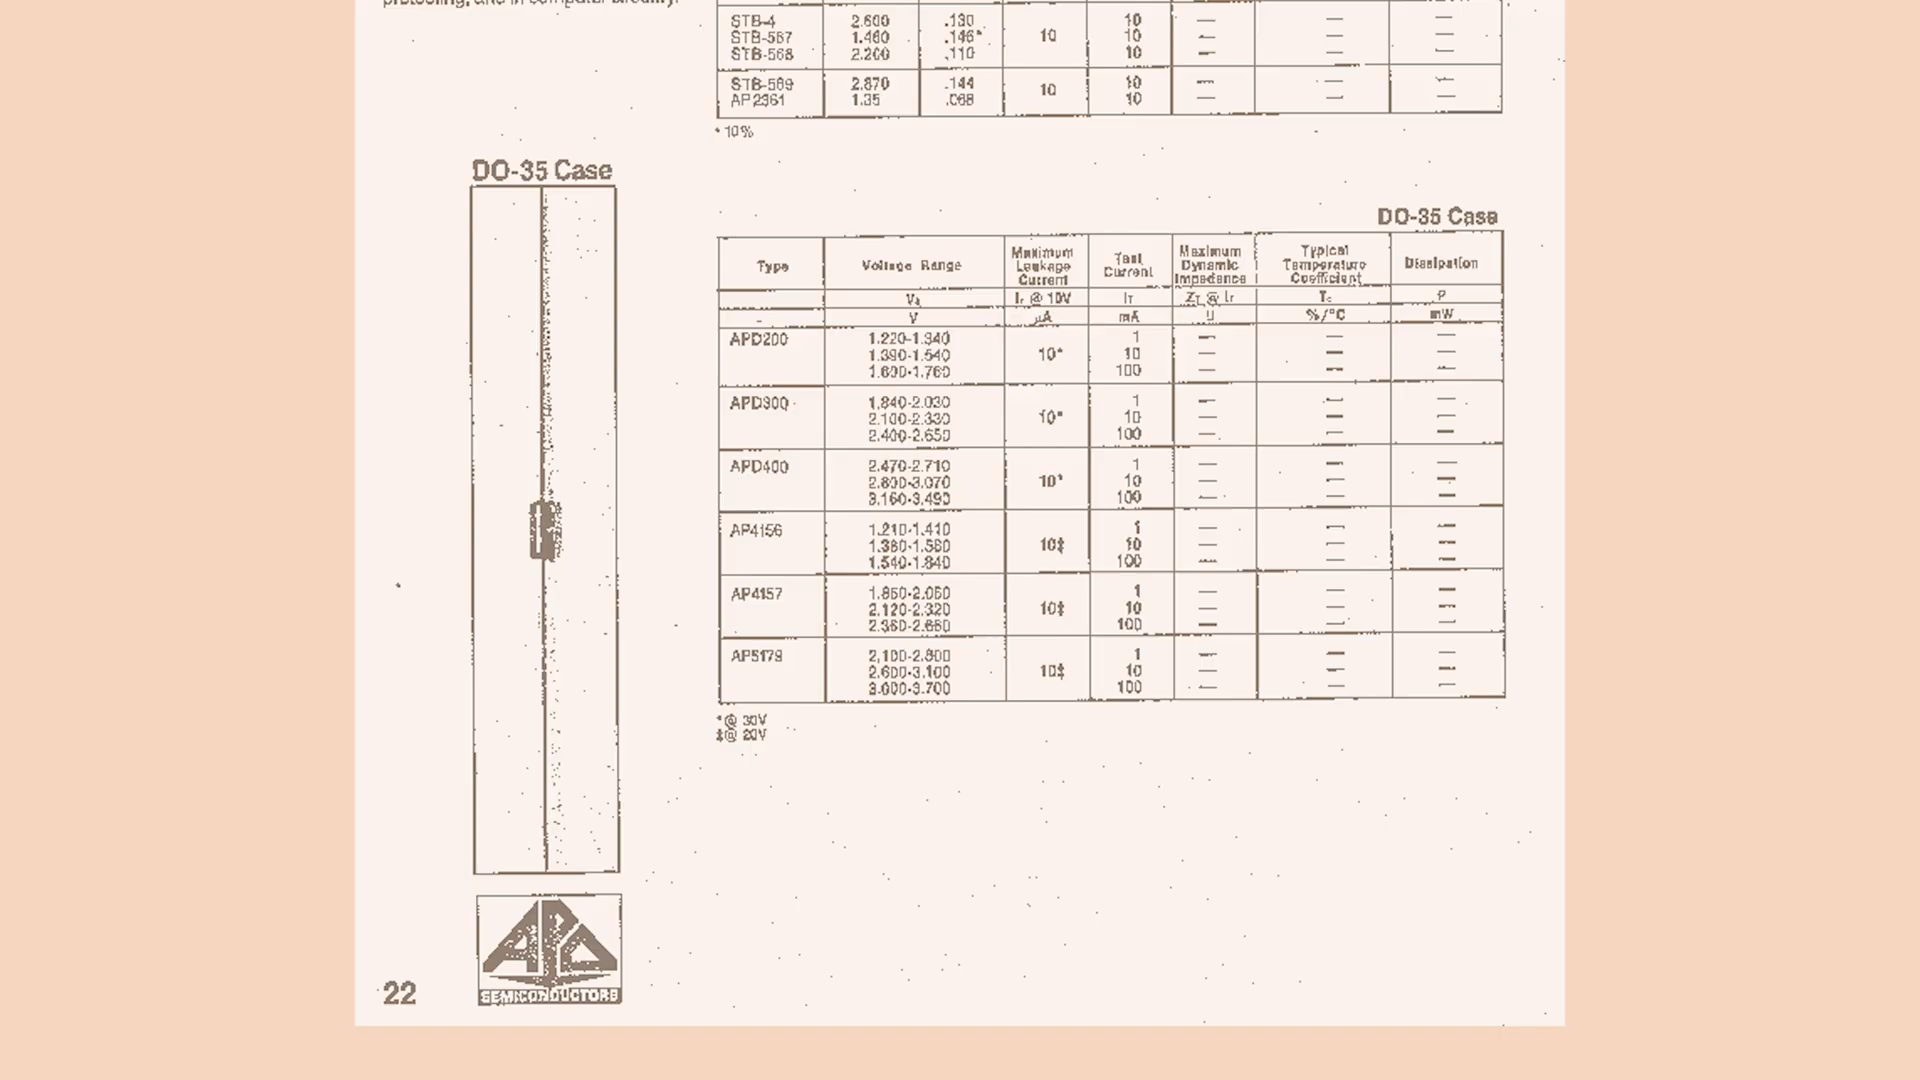 STB-4 2.600 .130 10 — — —
STB-567 1.460 .146* 10 10 — — —
STB-568 2.200 .110 10 — — —
STB-569 2.870 .144 10 10 — — —
AP2361 1.35 .068 10 — — —
* 10%
DO-35 Case
DO-35 Case
Type Voltage Range Maximum Leakage Current Test Current Maximum Dynamic Impedance Typical Temperature Coefficient Dissipation
I @ 10V IT ZT @ IT Tc P
- V µA mA %/°C mW
APD200 1.220-1.340 1 — — —
1.390-1.540 10* 10 — — —
1.600-1.760 100 — — —
APD300 1.840-2.030 1 — — —
2.100-2.330 10* 10 — — —
2.400-2.650 100 — — —
APD400 2.470-2.710 1 — — —
2.800-3.070 10* 10 — — —
3.160-3.490 100 — — —
AP4156 1.210-1.410 1 — — —
1.380-1.580 10‡ 10 — — —
1.540-1.840 100 — — —
AP4157 1.860-2.060 1 — — —
2.120-2.320 10‡ 10 — — —
2.360-2.660 100 — — —
AP5179 2.100-2.800 1 — — —
2.600-3.100 10‡ 10 — — —
3.000-3.700 100 — — —
*@ 30V
‡@ 20V
APD
SEMICONDUCTORS
22